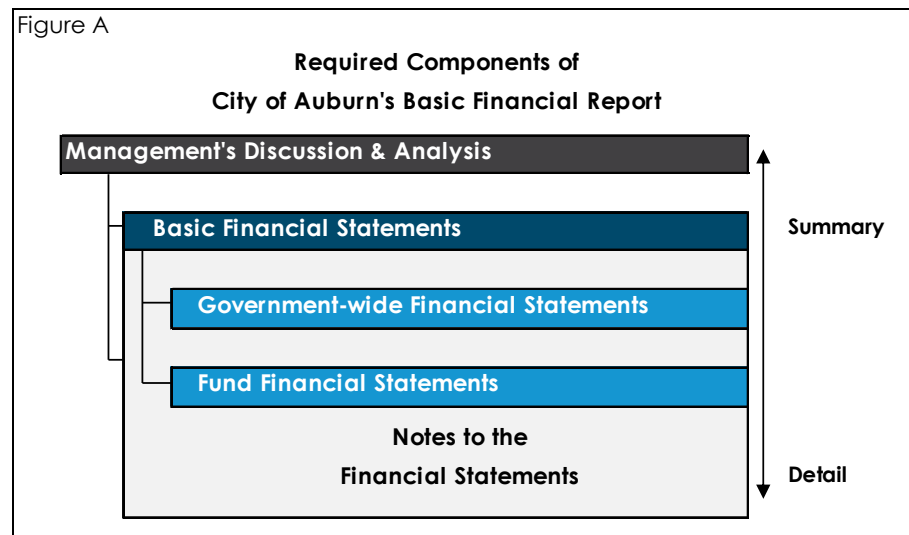 Figure A
Required Components of
City of Auburn's Basic Financial Report
Management's Discussion & Analysis
Basic Financial Statements
Summary
Government-wide Financial Statements
Fund Financial Statements
Notes to the
Financial Statements
Detail